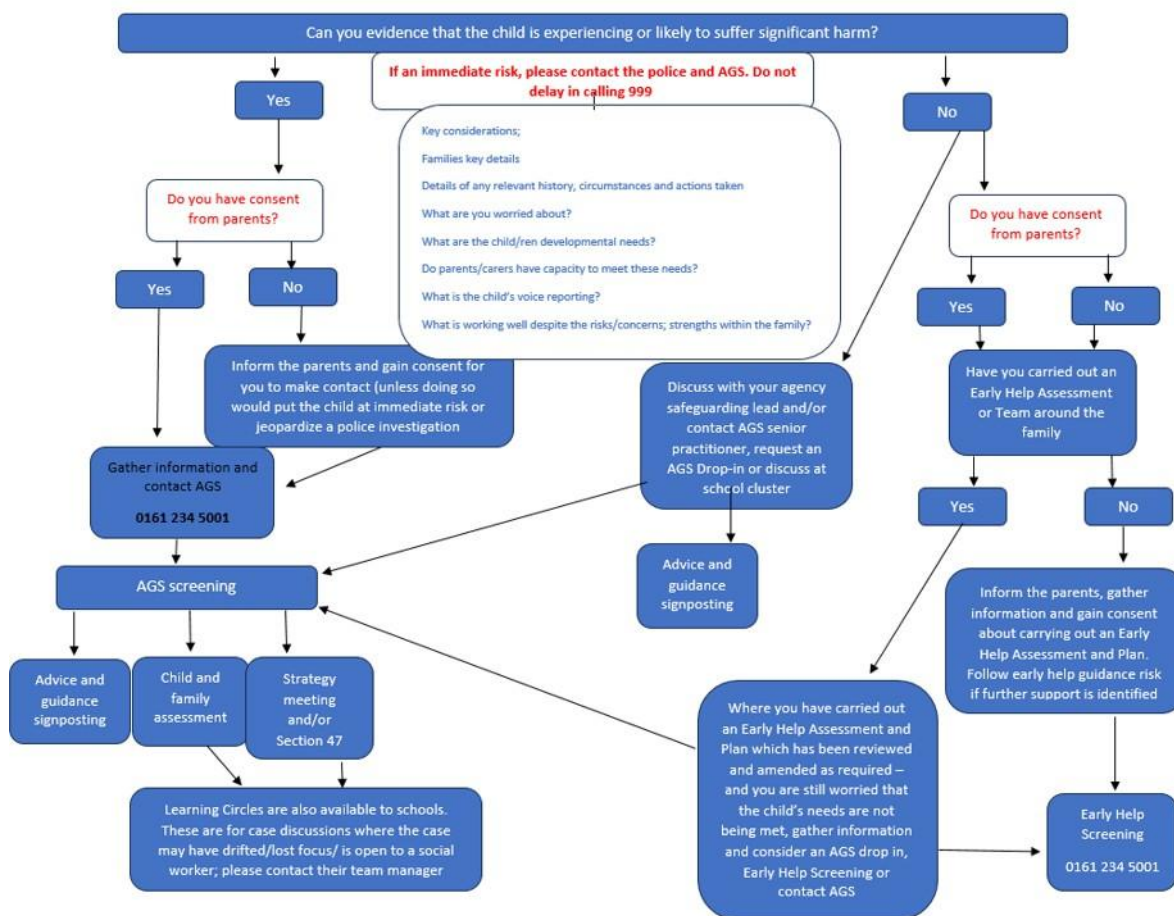 Can you evidence that the child is experiencing or likely to suffer significant harm?
If an immediate risk, please contact the police and AGS. Do not
delay in calling 999
Yes
No
Key considerations;
Families key details
Details of any relevant history, circumstances and actions taken
What are you worried about?
What are the child/ren developmental needs?
Do parents/carers have capacity to meet these needs?
What is the child's voice reporting?
What is working well despite the risks/concerns; strengths within the family?
Do you have consent
from parents?
Yes
No
Do you have consent
from parents?
Yes
No
Inform the parents and gain consent for
you to make contact (unless doing so
would put the child at immediate risk or
jeopardize a police investigation
Gather information and
contact AGS
0161 234 5001
Discuss with your agency
safeguarding lead and/or
contact AGS senior
practitioner, request an
AGS Drop-in or discuss at
school cluster
Have you carried out an
Early Help Assessment
or Team around the
family
Yes
No
Advice and
guidance
signposting
AGS screening
Advice and
guidance
signposting
Child and
family
assessment
Strategy
meeting
and/or
Section 47
Learning Circles are also available to schools.
These are for case discussions where the case
may have drifted/lost focus/ is open to a social
worker; please contact their team manager
Inform the parents, gather
information and gain consent
about carrying out an Early
Help Assessment and Plan.
Follow early help guidance risk
if further support is identified
Where you have carried out
an Early Help Assessment and
Plan which has been reviewed
and amended as required –
and you are still worried that
the child's needs are not
being met, gather information
and consider an AGS drop in,
Early Help Screening or
contact AGS
Early Help
Screening
0161 234 5001